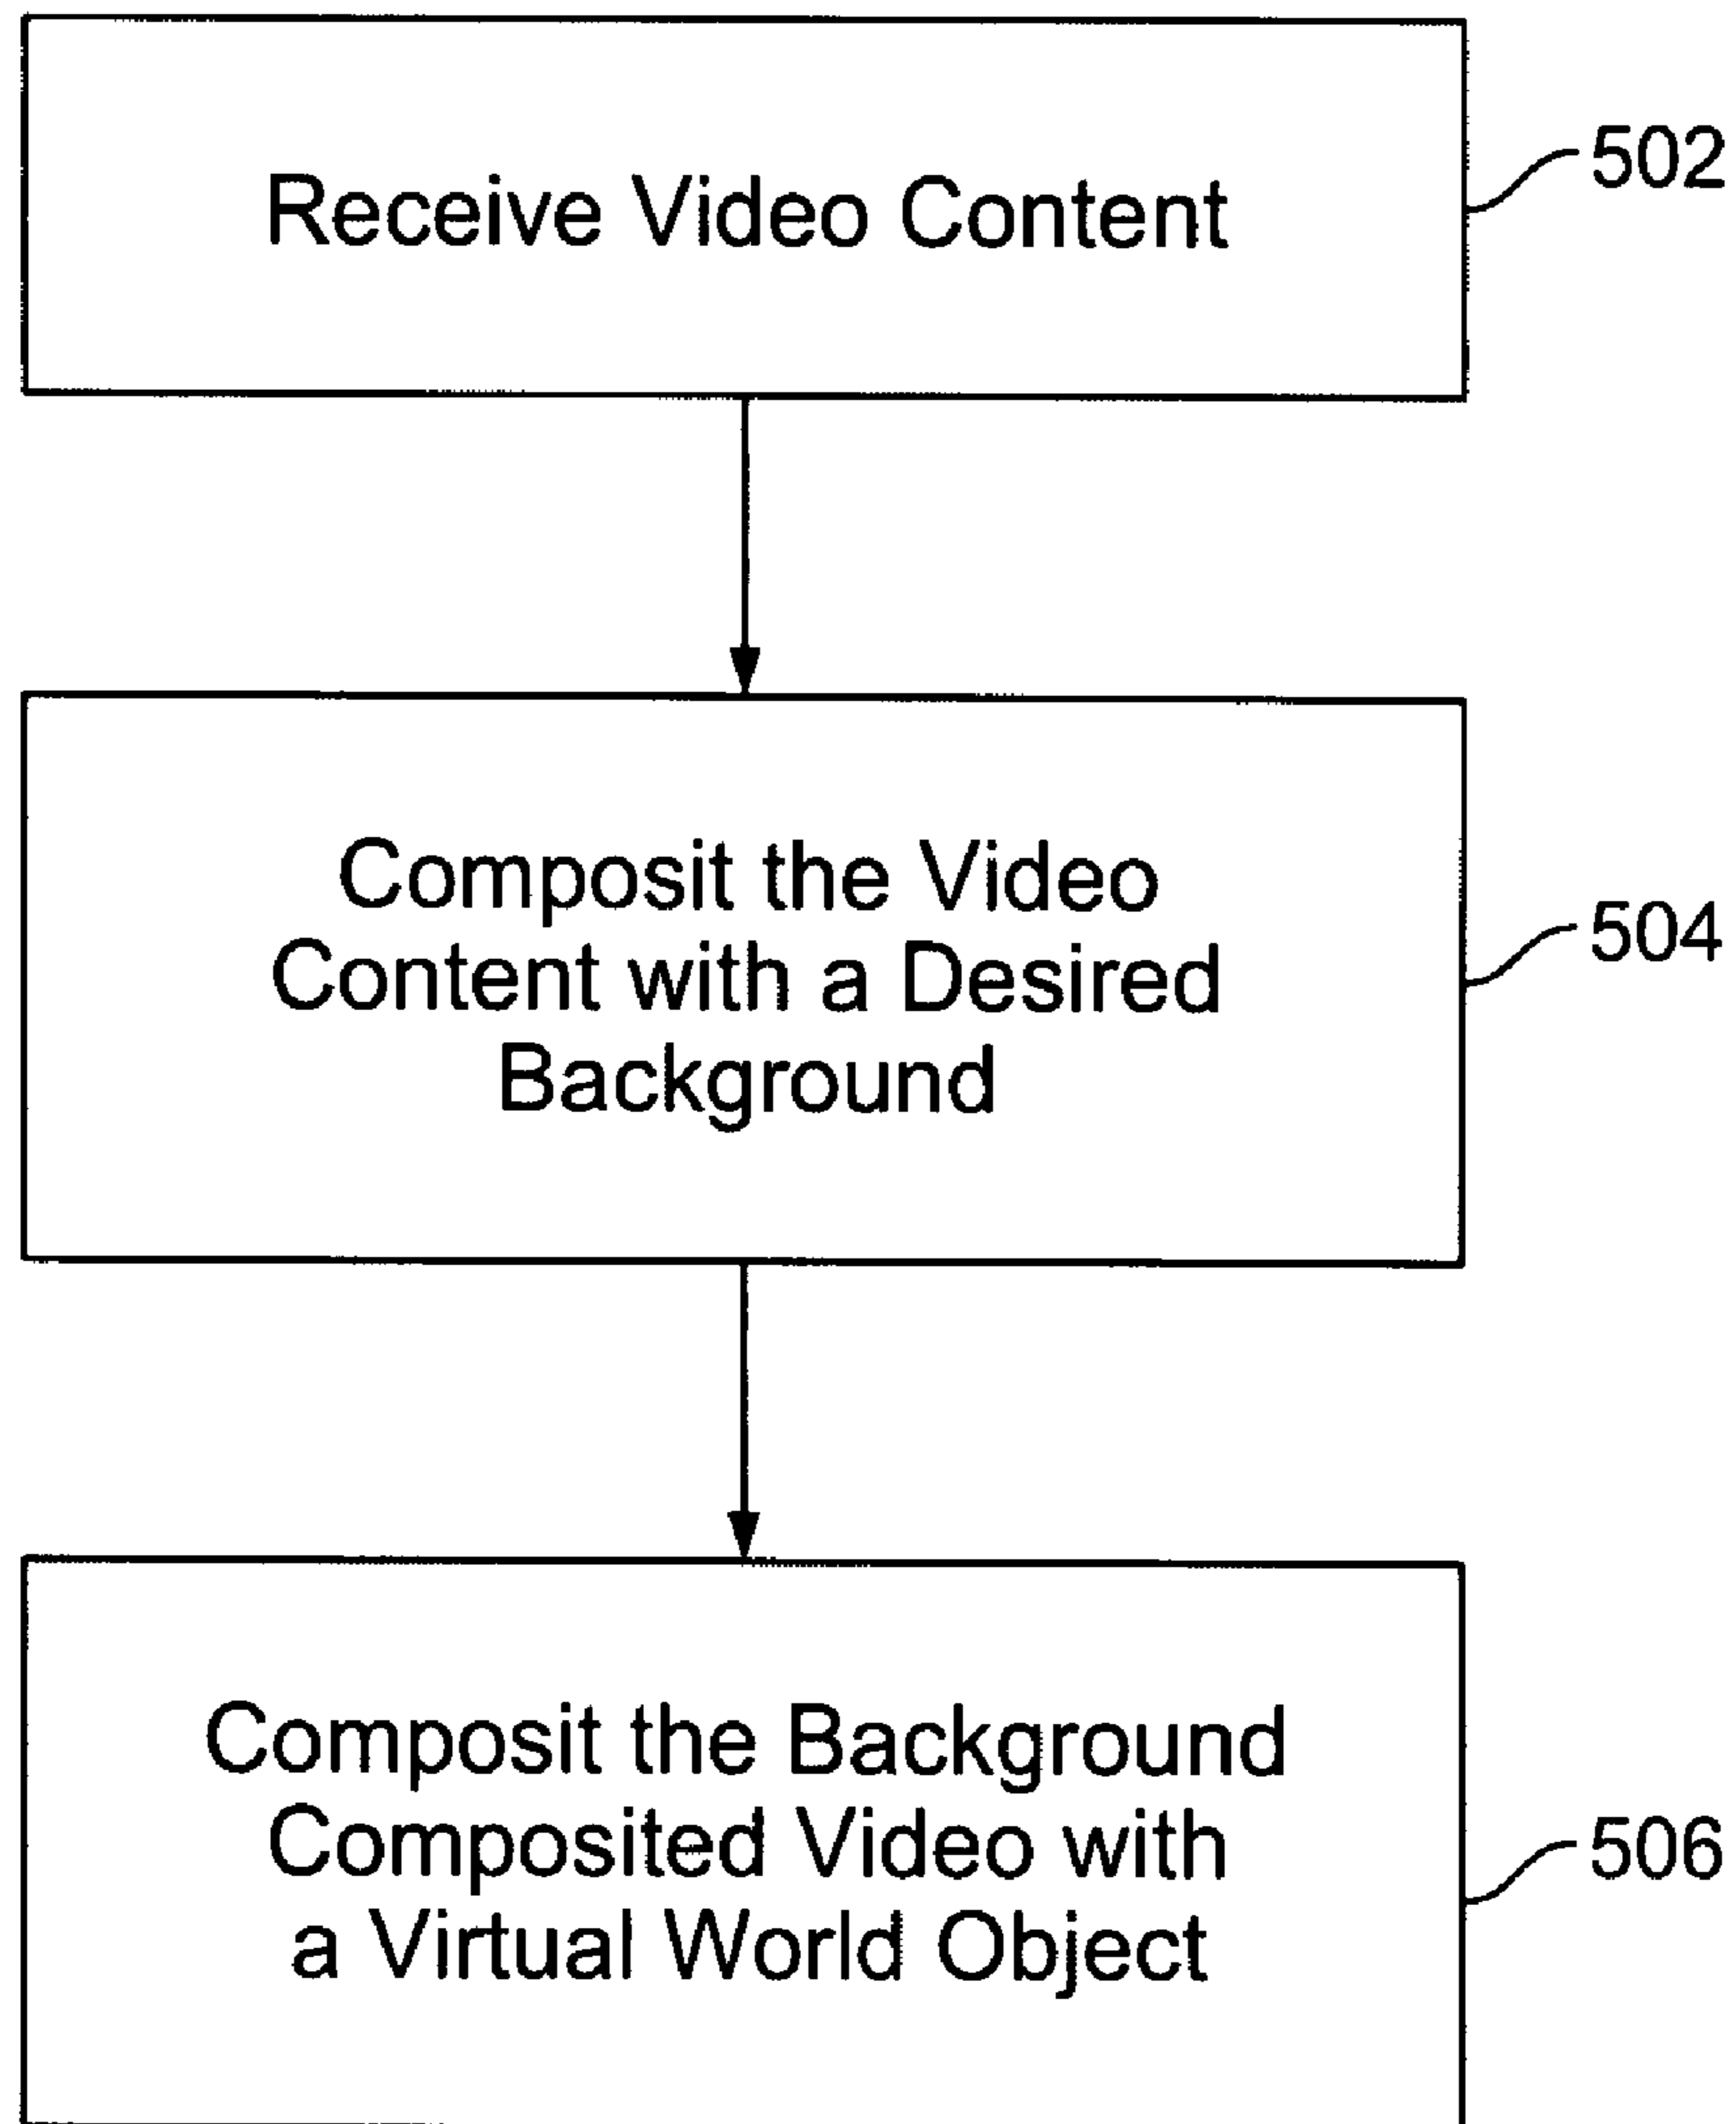 Receive Video Content
502
Composit the Video
Content with a Desired
Background
504
Composit the Background
Composited Video with
a Virtual World Object
506